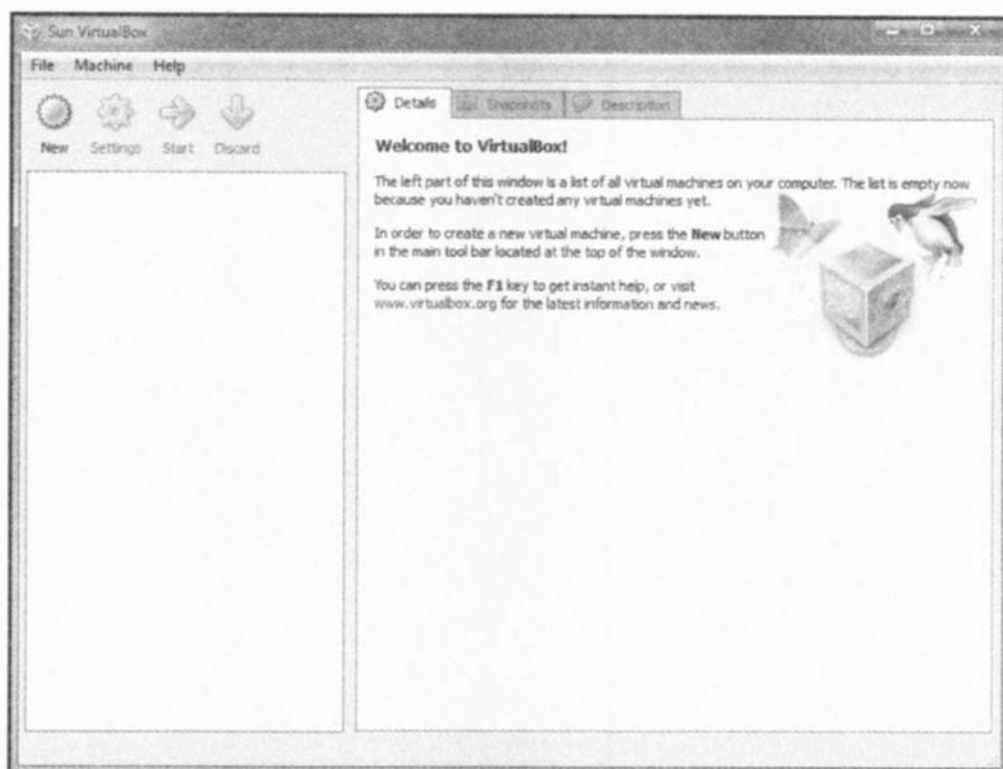 Sun VirtualBox
File Machine Help
New Settings Start Discard
Details Snapshots Description
Welcome to VirtualBox!
The left part of this window is a list of all virtual machines on your computer. The list is empty now
because you haven't created any virtual machines yet.
In order to create a new virtual machine, press the New button
in the main tool bar located at the top of the window.
You can press the F1 key to get instant help, or visit
www.virtualbox.org for the latest information and news.